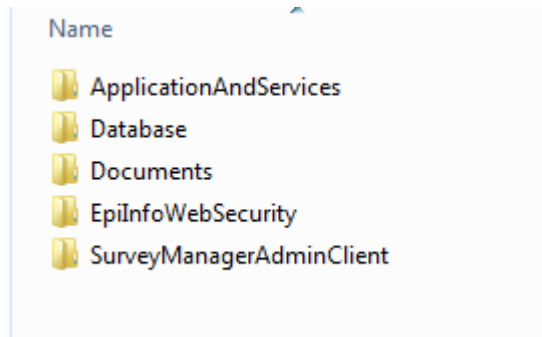 Name
ApplicationAndServices
Database
Documents
EpiInfoWebSecurity
SurveyManagerAdminClient